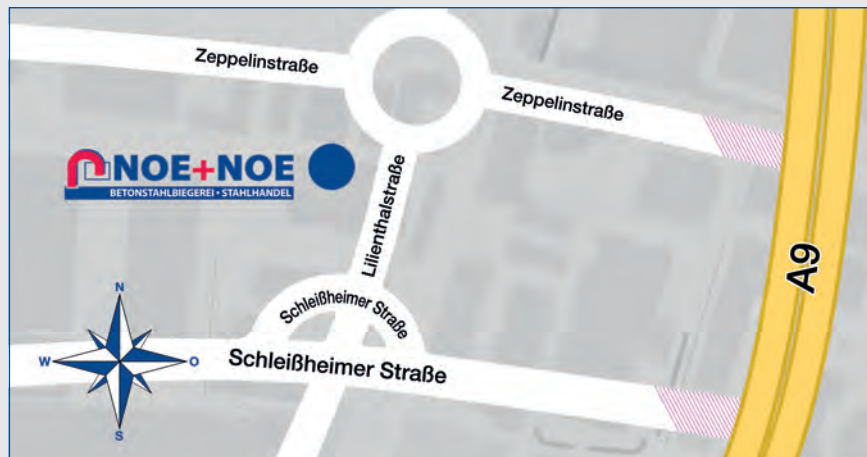 Zeppelinstraße
Zeppelinstraße
NOE+NOE
BETONSTAHLBIEGEREI • STAHLHANDEL
Lilienthalstraße
A9
Schleißheimer Straße
N
W O
S
Schleißheimer Straße